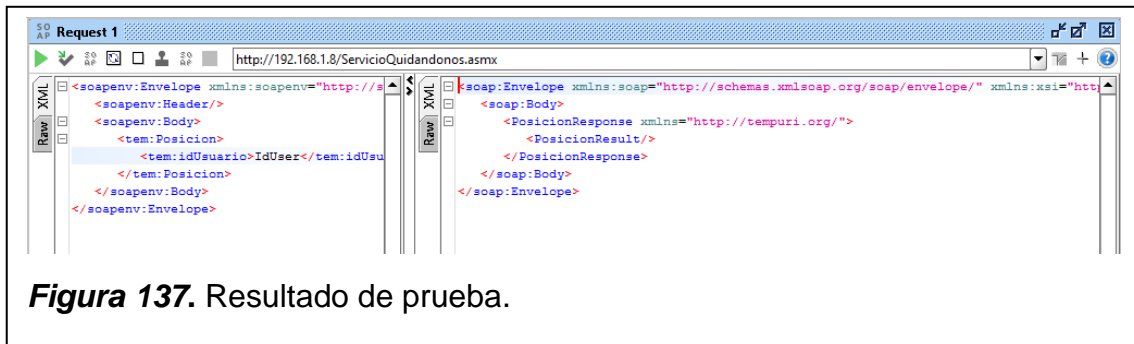 SO AP Request 1
http://192.168.1.8/ServicioQuidandonos.asmx
XML
Raw
<soapenv:Envelope xmlns:soapenv="http://s
<soapenv:Header/>
<soapenv:Body>
<tem:Posicion>
<tem:idUsuario>IdUser</tem:idUsu
</tem:Posicion>
</soapenv:Body>
</soapenv:Envelope>
XML
Raw
<soap:Envelope xmlns:soap="http://schemas.xmlsoap.org/soap/envelope/" xmlns:xsi="http
<soap:Body>
<PosicionResponse xmlns="http://tempuri.org/">
<PosicionResult/>
</PosicionResponse>
</soap:Body>
</soap:Envelope>
Figura 137. Resultado de prueba.